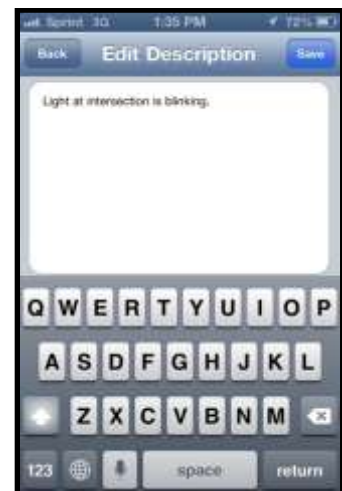 Sprint 3G 1:35 PM 72%
Back Edit Description Save
Light at intersection is blinking.
Q W E R T Y U I O P
A S D F G H J K L
Z X C V B N M
123 space return